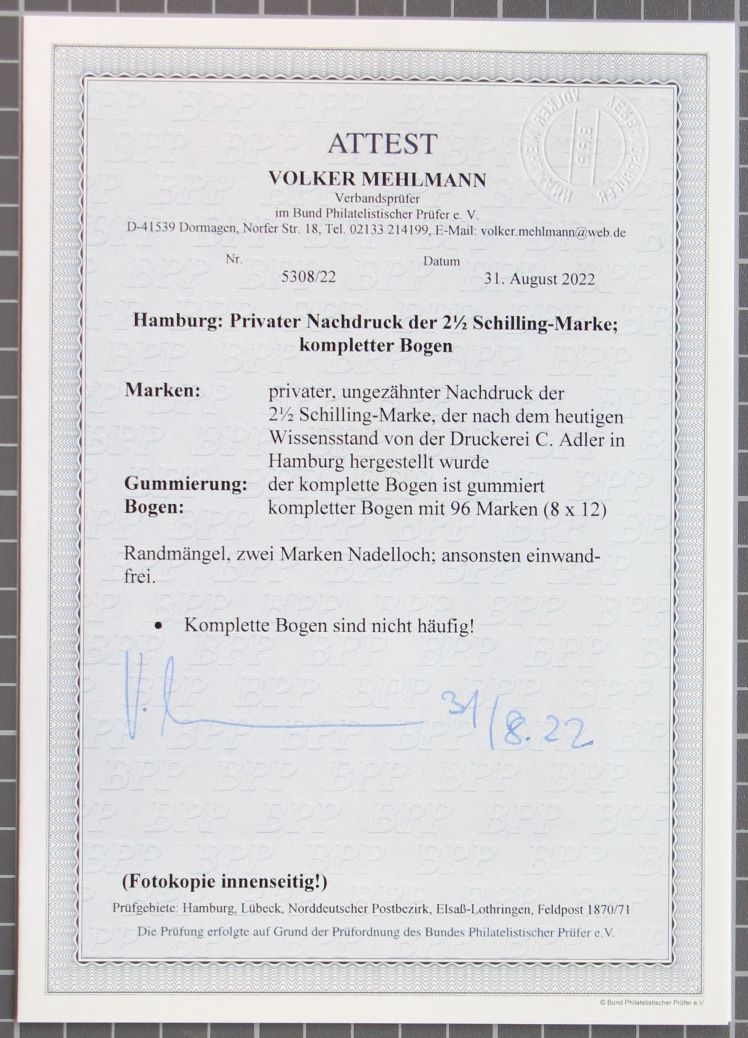 ATTEST
VOLKER MEHLMANN
Verbandsprüfer
im Bund Philatelistischer Prüfer e. V.
D-41539 Dormagen, Norfer Str. 18, Tel. 02133 214199, E-Mail: volker.mehlmann@web.de
Nr. Datum
5308/22 31. August 2022
Hamburg: Privater Nachdruck der 2½ Schilling-Marke;
kompletter Bogen
Marken: privater, ungezähnter Nachdruck der
2½ Schilling-Marke, der nach dem heutigen
Wissensstand von der Druckerei C. Adler in
Hamburg hergestellt wurde
Gummierung: der komplette Bogen ist gummiert
Bogen: kompletter Bogen mit 96 Marken (8 x 12)
Randmängel, zwei Marken Nadelloch; ansonsten einwand-
frei.
• Komplette Bogen sind nicht häufig!
31/8.22
(Fotokopie innenseitig!)
Prüfgebiete: Hamburg, Lübeck, Norddeutscher Postbezirk, Elsaß-Lothringen, Feldpost 1870/71
Die Prüfung erfolgte auf Grund der Prüfordnung des Bundes Philatelistischer Prüfer e.V.
© Bund Philatelistischer Prüfer e.V.